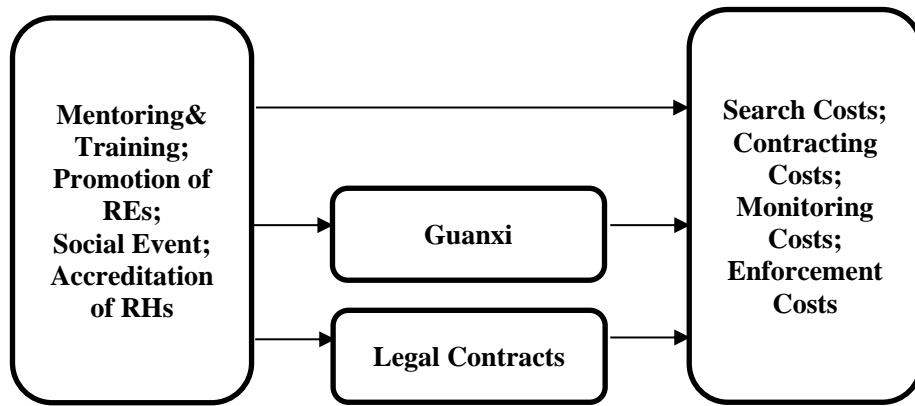 Mentoring&
Training;
Promotion of
REs;
Social Event;
Accreditation
of RHs
Guanxi
Legal Contracts
Search Costs;
Contracting
Costs;
Monitoring
Costs;
Enforcement
Costs